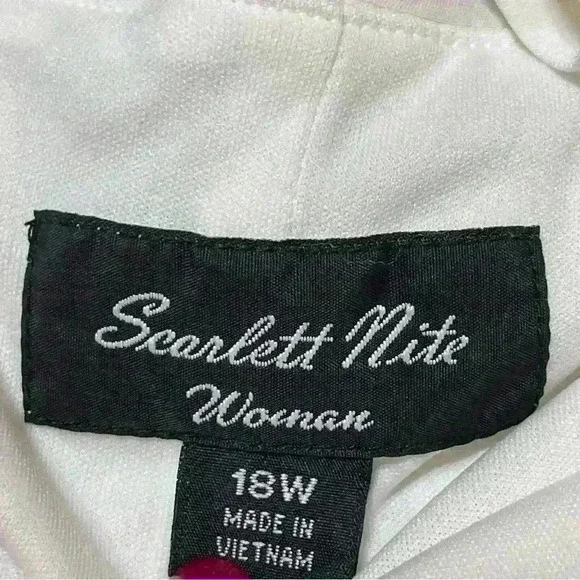 Scarlett Nite
Woman
18W
MADE IN
VIETNAM